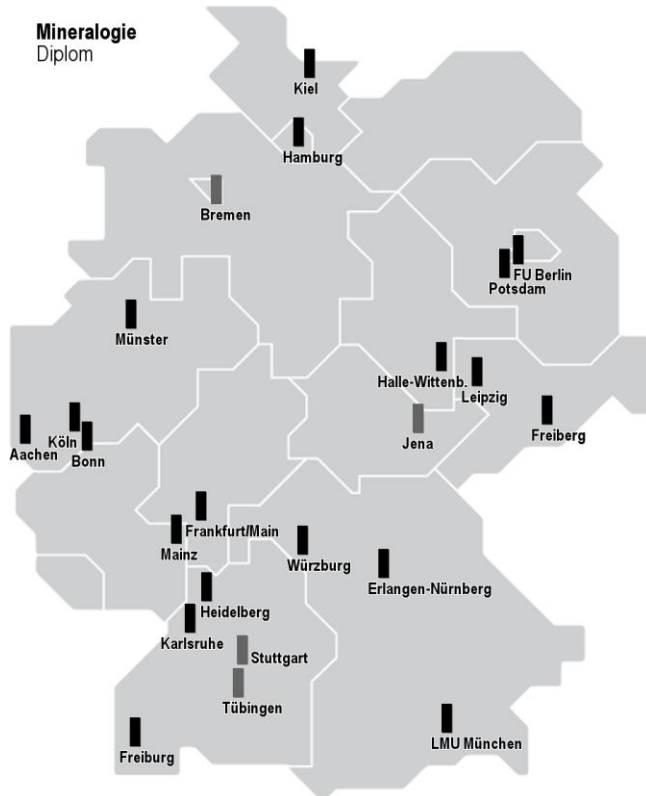 Mineralogie
Diplom
Kiel
Hamburg
Bremen
FU Berlin
Potsdam
Münster
Halle-Wittenb.
Leipzig
Freiberg
Jena
Köln
Aachen
Bonn
Frankfurt/Main
Mainz
Würzburg
Erlangen-Nürnberg
Heidelberg
Karlsruhe
Stuttgart
Tübingen
Freiburg
LMU München